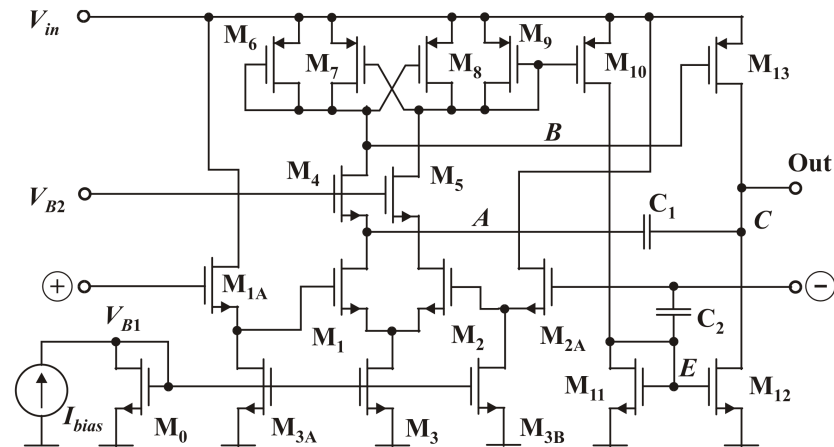 V_in
M_6
M_7
M_8
M_9
M_10
M_13
B
M_4
M_5
Out
V_B2
A
C_1
C
+
M_1A
−
V_B1
M_1
M_2
M_2A
C_2
E
I_bias
M_0
M_3A
M_3
M_3B
M_11
M_12